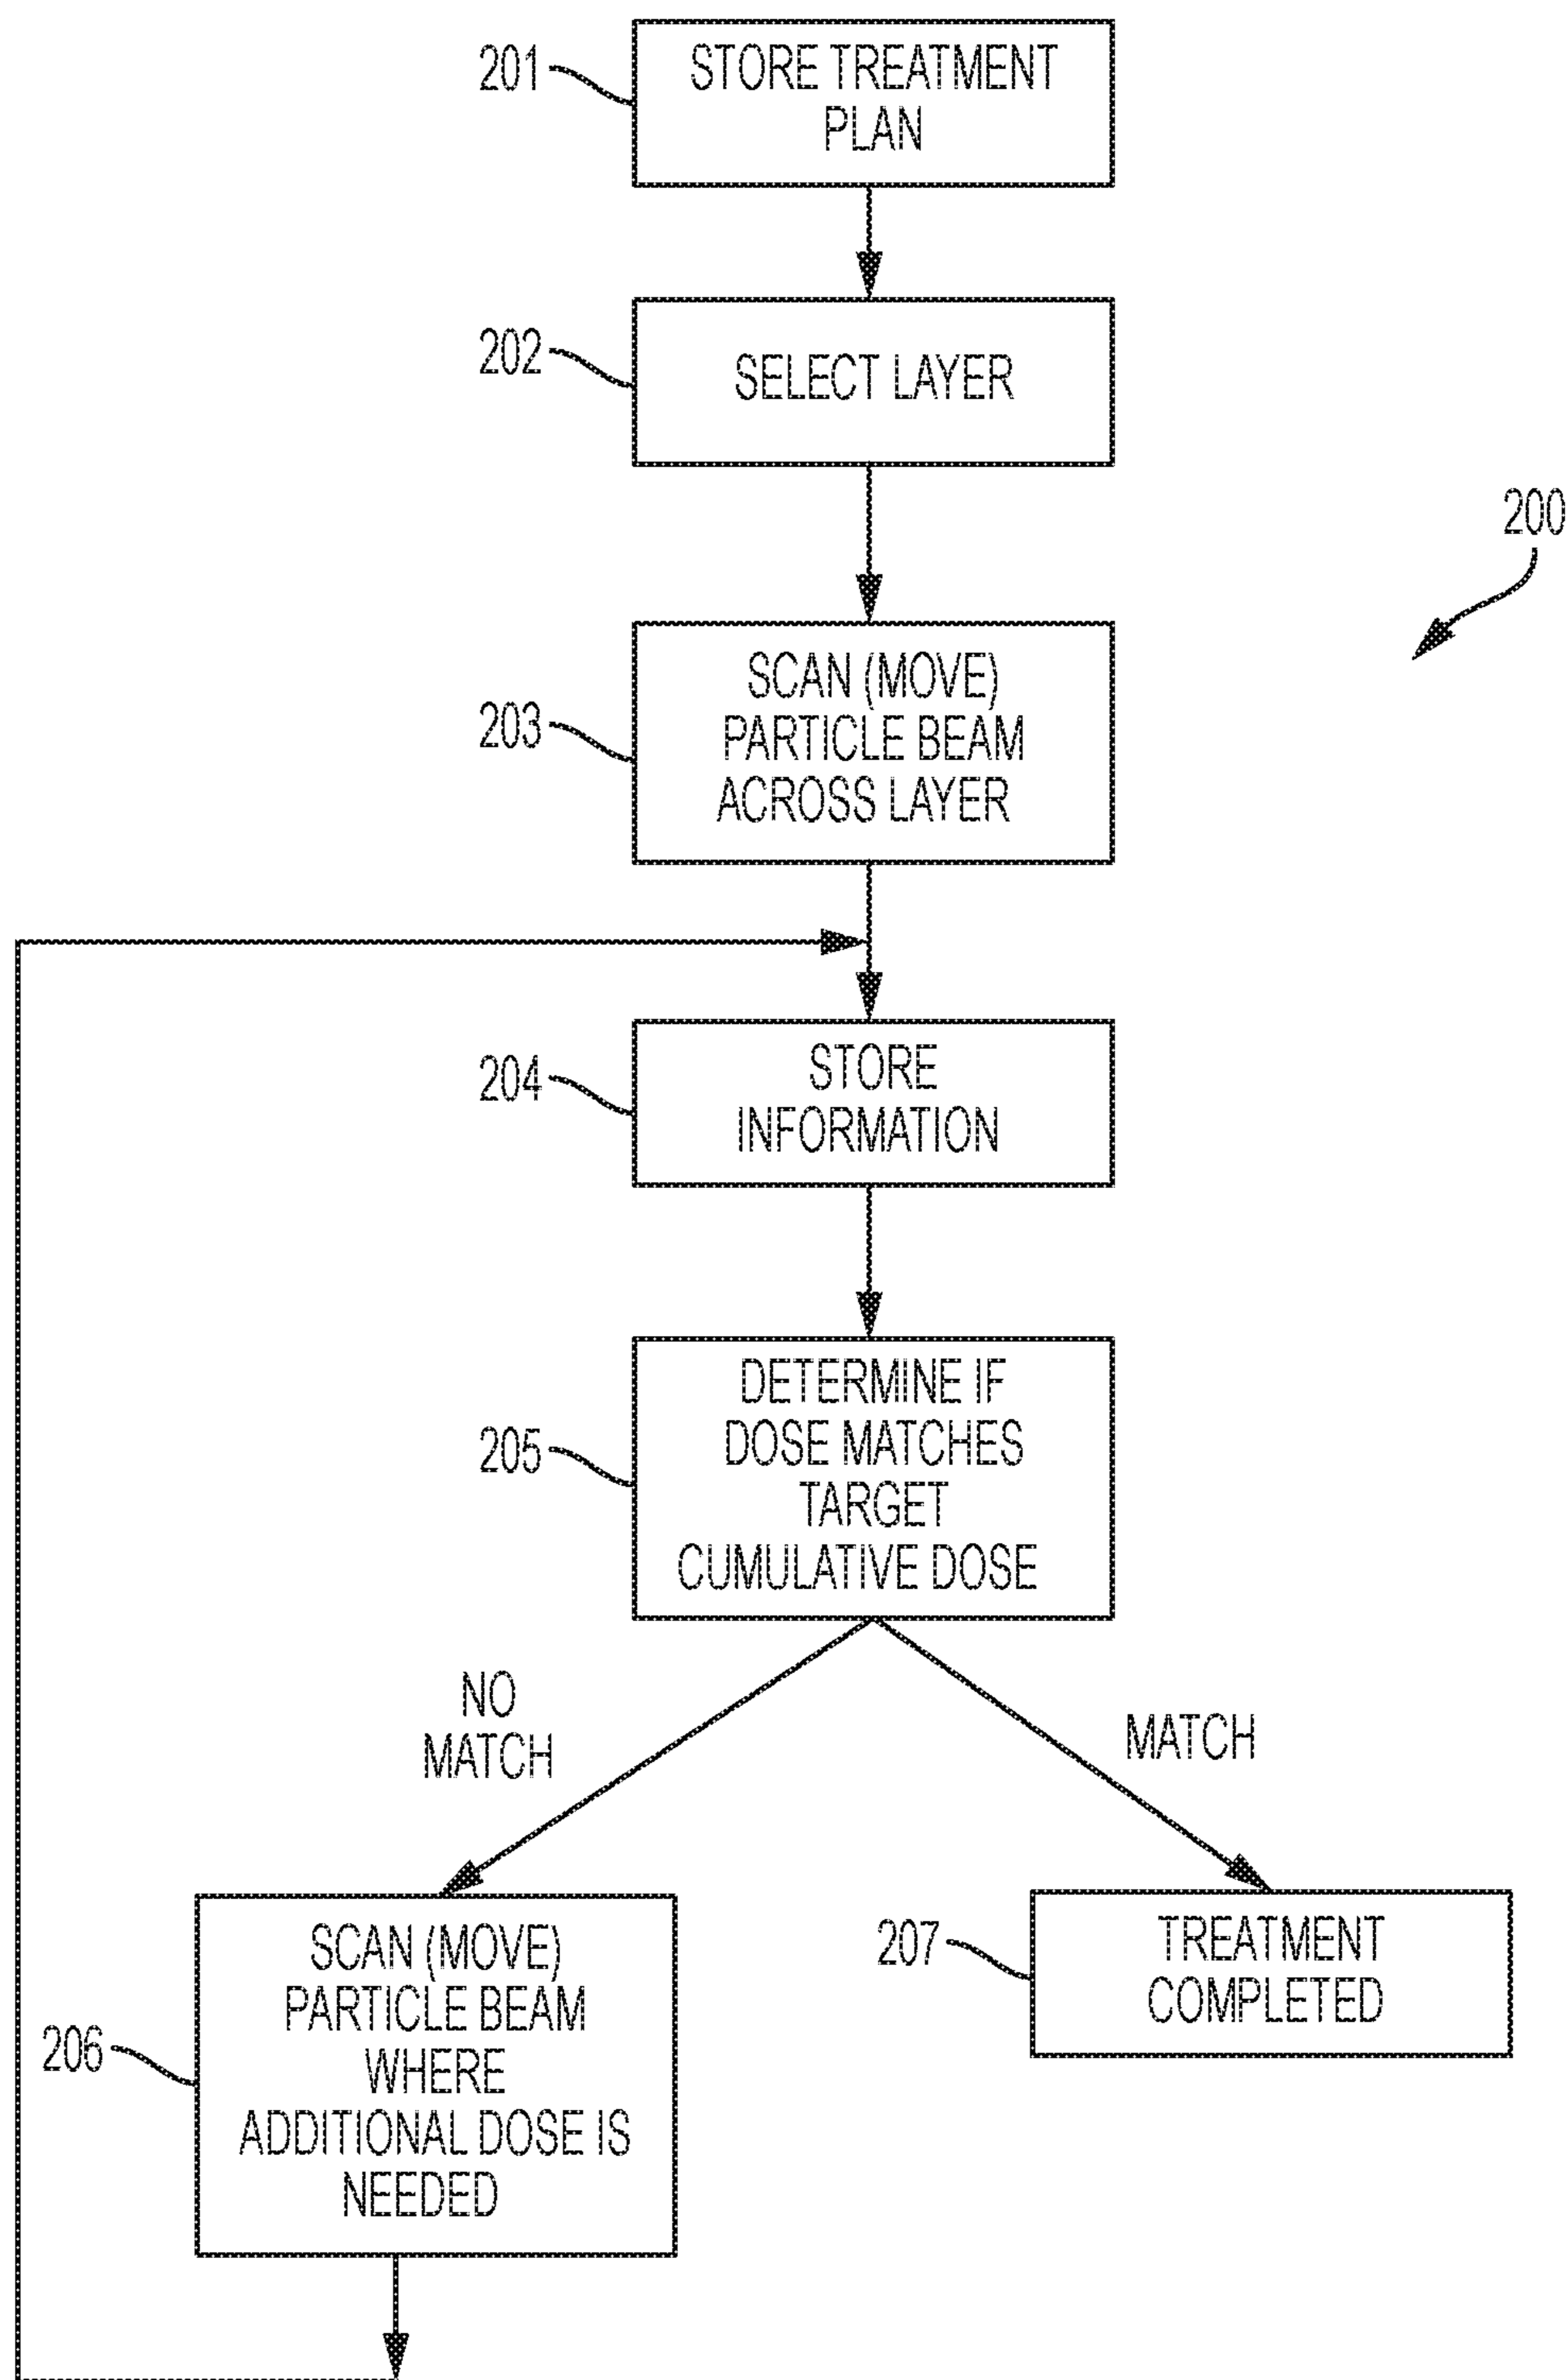 201
STORE TREATMENT
PLAN
202
SELECT LAYER
200
203
SCAN (MOVE)
PARTICLE BEAM
ACROSS LAYER
204
STORE
INFORMATION
205
DETERMINE IF
DOSE MATCHES
TARGET
CUMULATIVE DOSE
NO
MATCH
MATCH
206
SCAN (MOVE)
PARTICLE BEAM
WHERE
ADDITIONAL DOSE IS
NEEDED
207
TREATMENT
COMPLETED